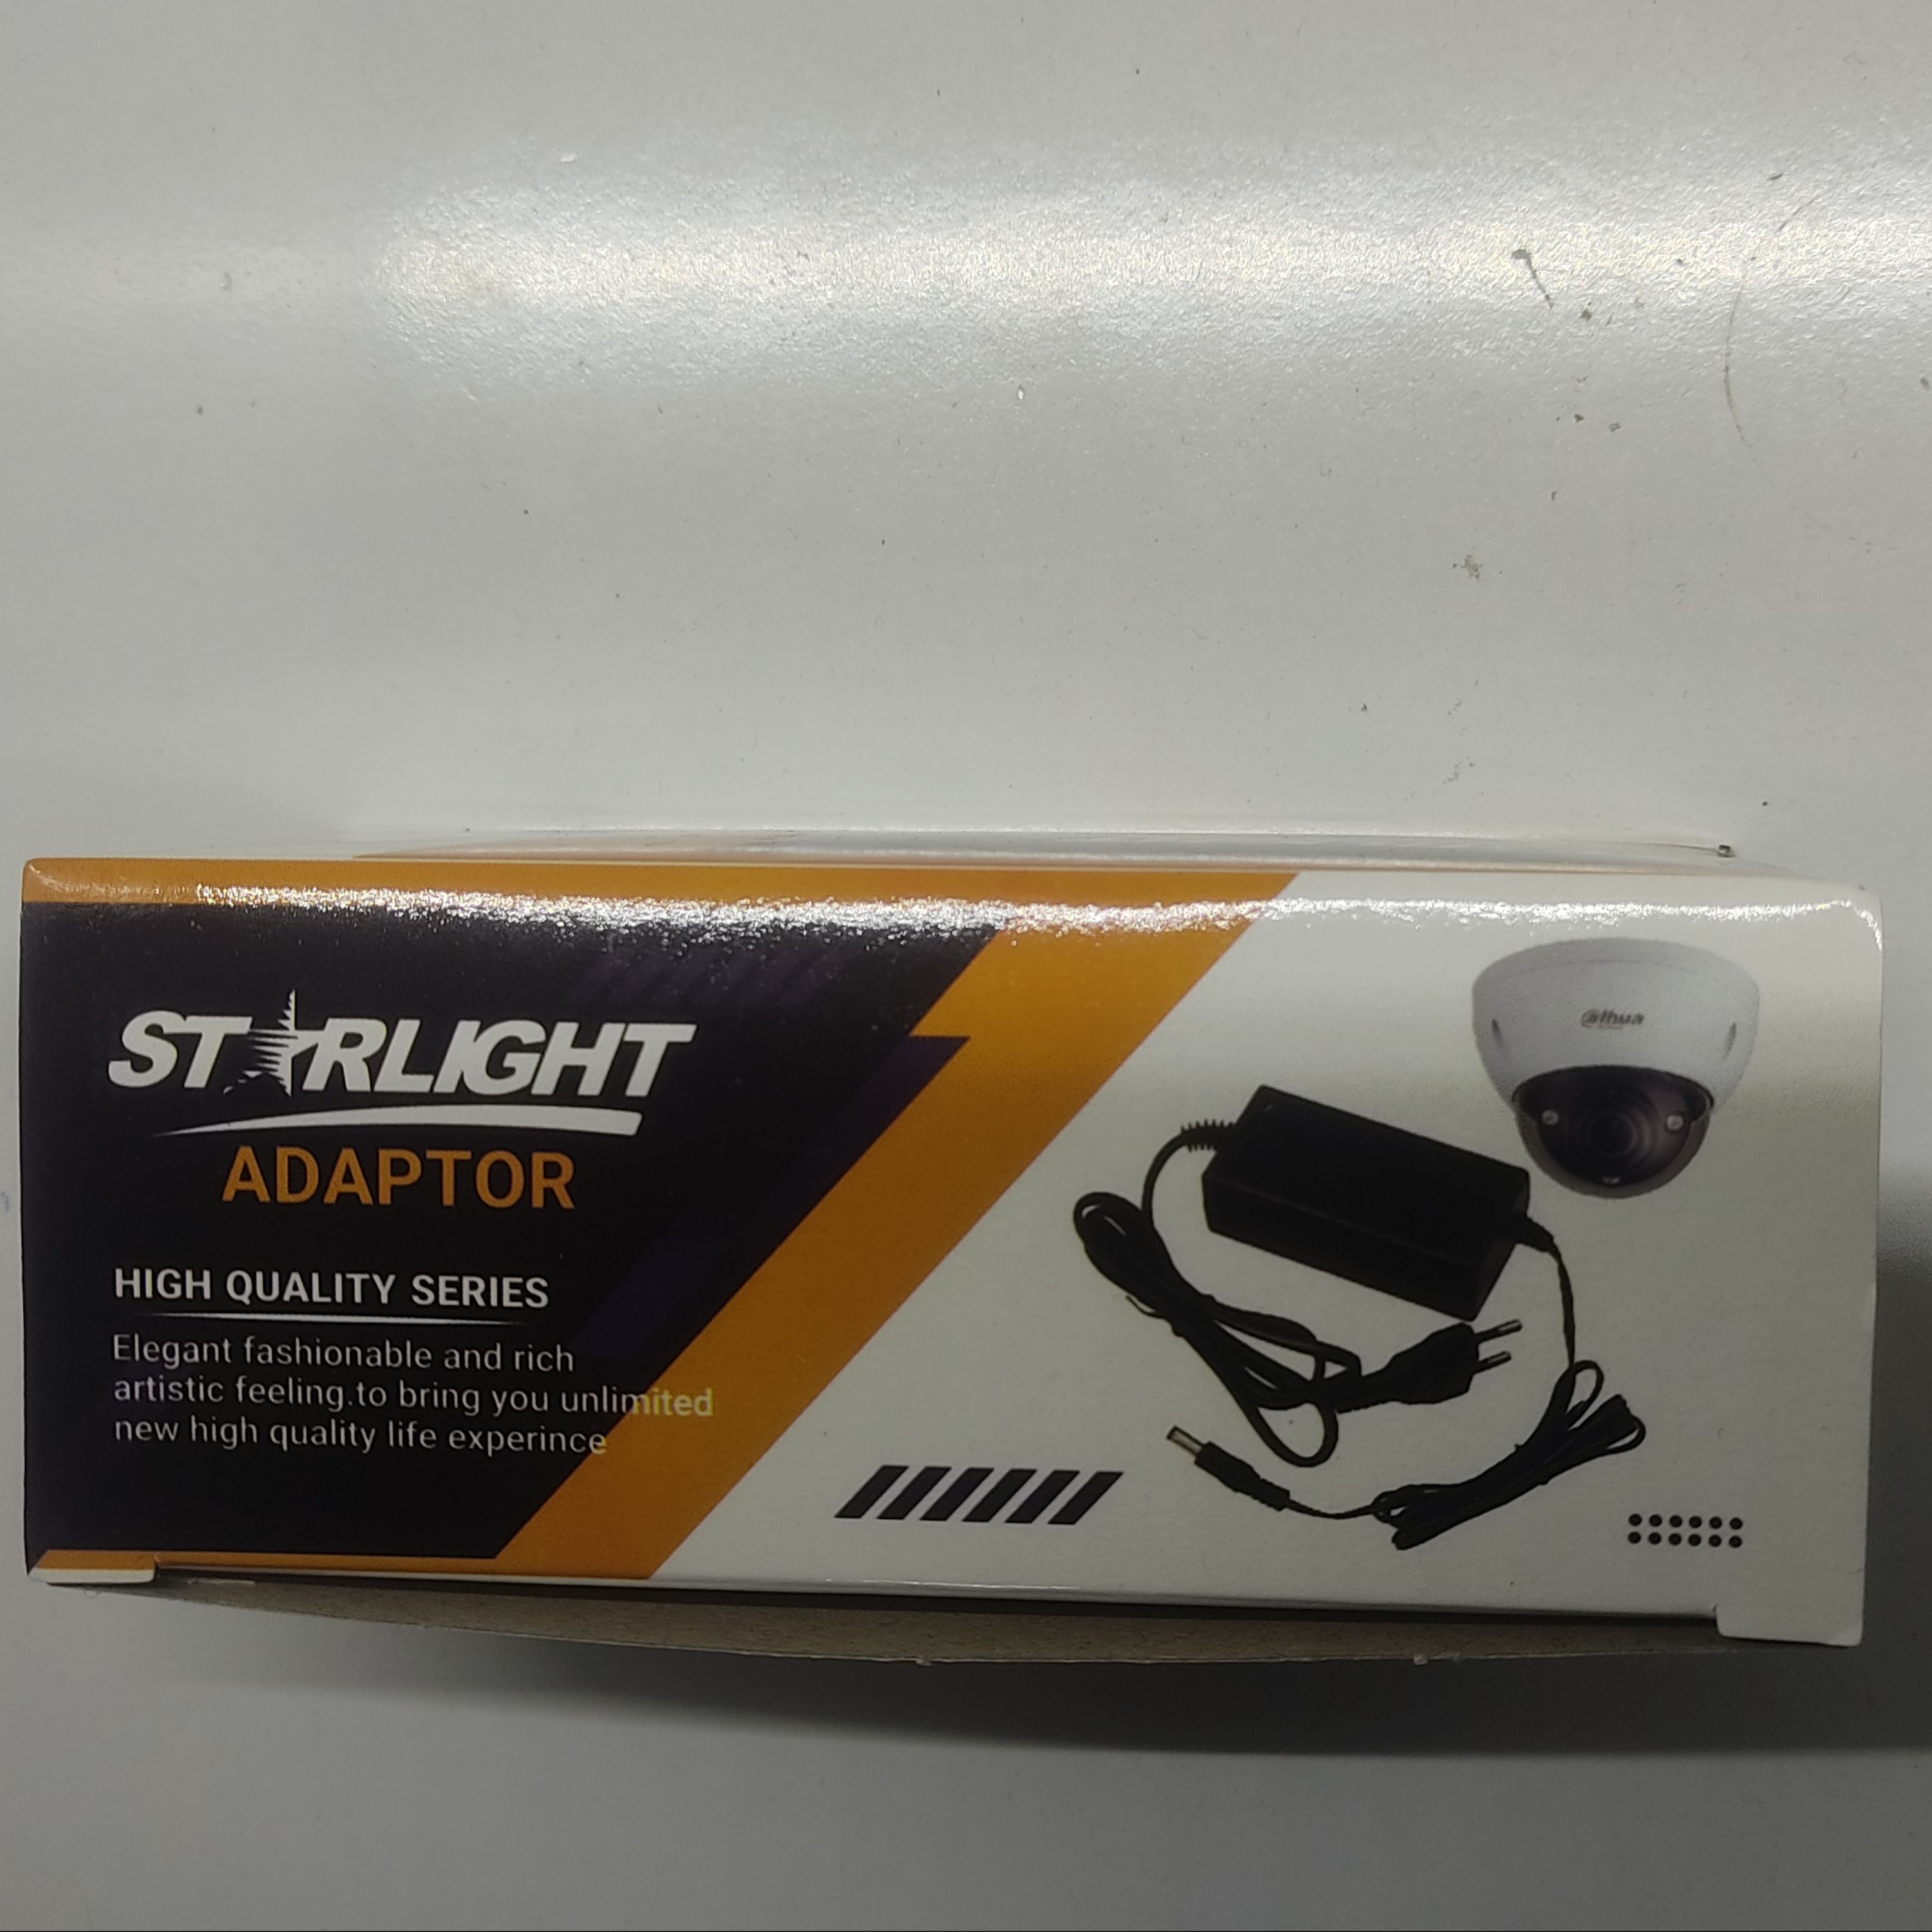 STARLIGHT
ADAPTOR
HIGH QUALITY SERIES
Elegant fashionable and rich
artistic feeling.to bring you unlimited
new high quality life experince
alhua